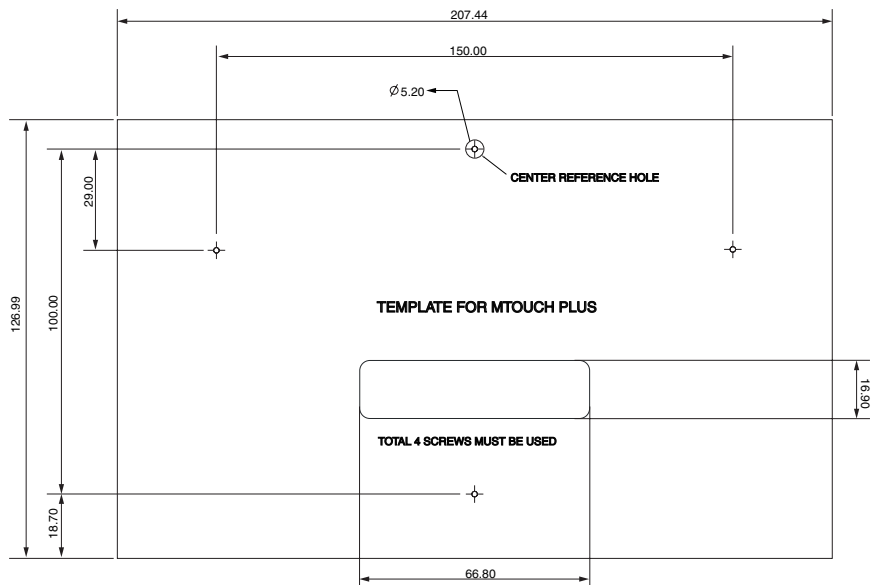 207.44
150.00
Ø5.20
CENTER REFERENCE HOLE
29.00
126.99
100.00
TEMPLATE FOR MTOUCH PLUS
16.90
TOTAL 4 SCREWS MUST BE USED
18.70
66.80